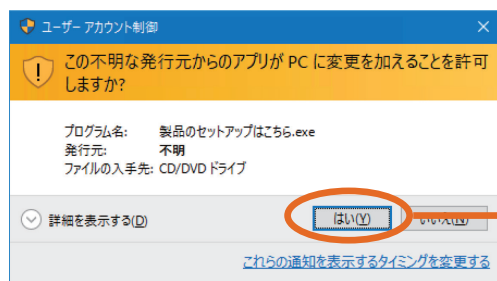 ユーザー アカウント制御
この不明な発行元からのアプリが PC に変更を加えることを許可
しますか?
プログラム名: 製品のセットアップはこちら.exe
発行元: 不明
ファイルの入手先: CD/DVD ドライブ
詳細を表示する(D) はい(Y) いいえ(N)
これらの通知を表示するタイミングを変更する